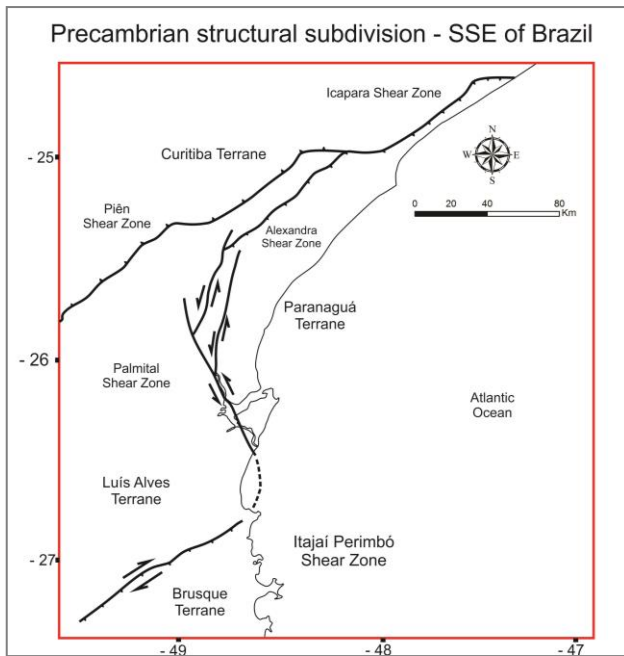 Precambrian structural subdivision - SSE of Brazil
Icapara Shear Zone
N
W E
S
- 25
Curitiba Terrane
0 20 40 80
Km
Piên
Shear Zone
Alexandra
Shear Zone
Paranaguá
Terrane
- 26
Palmital
Shear Zone
Atlantic
Ocean
Luís Alves
Terrane
Itajaí Perimbó
Shear Zone
- 27
Brusque
Terrane
- 49
- 48
- 47